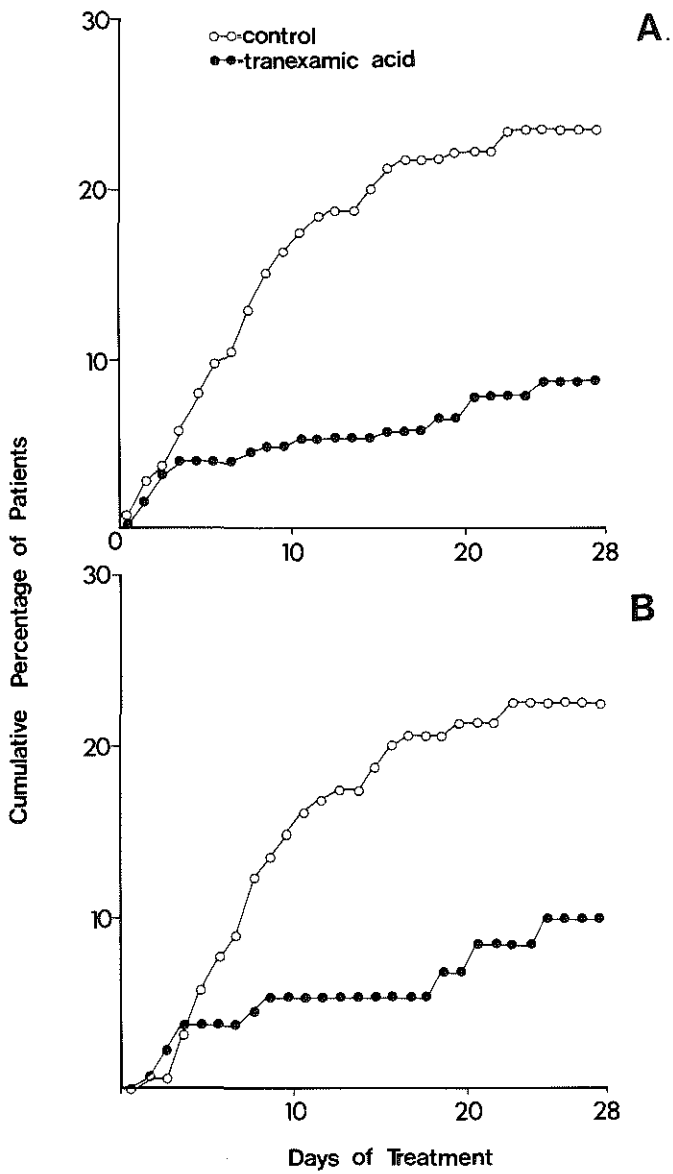 A.
30
control
tranexamic acid
20
10
0
10
20
28
Cumulative Percentage of Patients
B
30
20
10
10
20
28
Days of Treatment